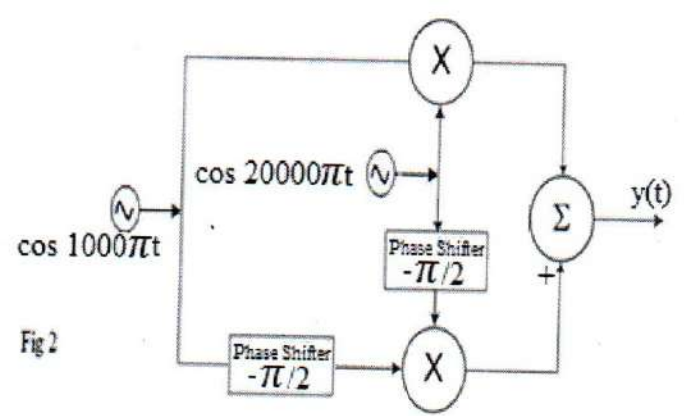 X
cos 20000πt
y(t)
Σ
cos 1000πt
Phase Shifter
-π/2
+
Fig 2
Phase Shifter
-π/2
X